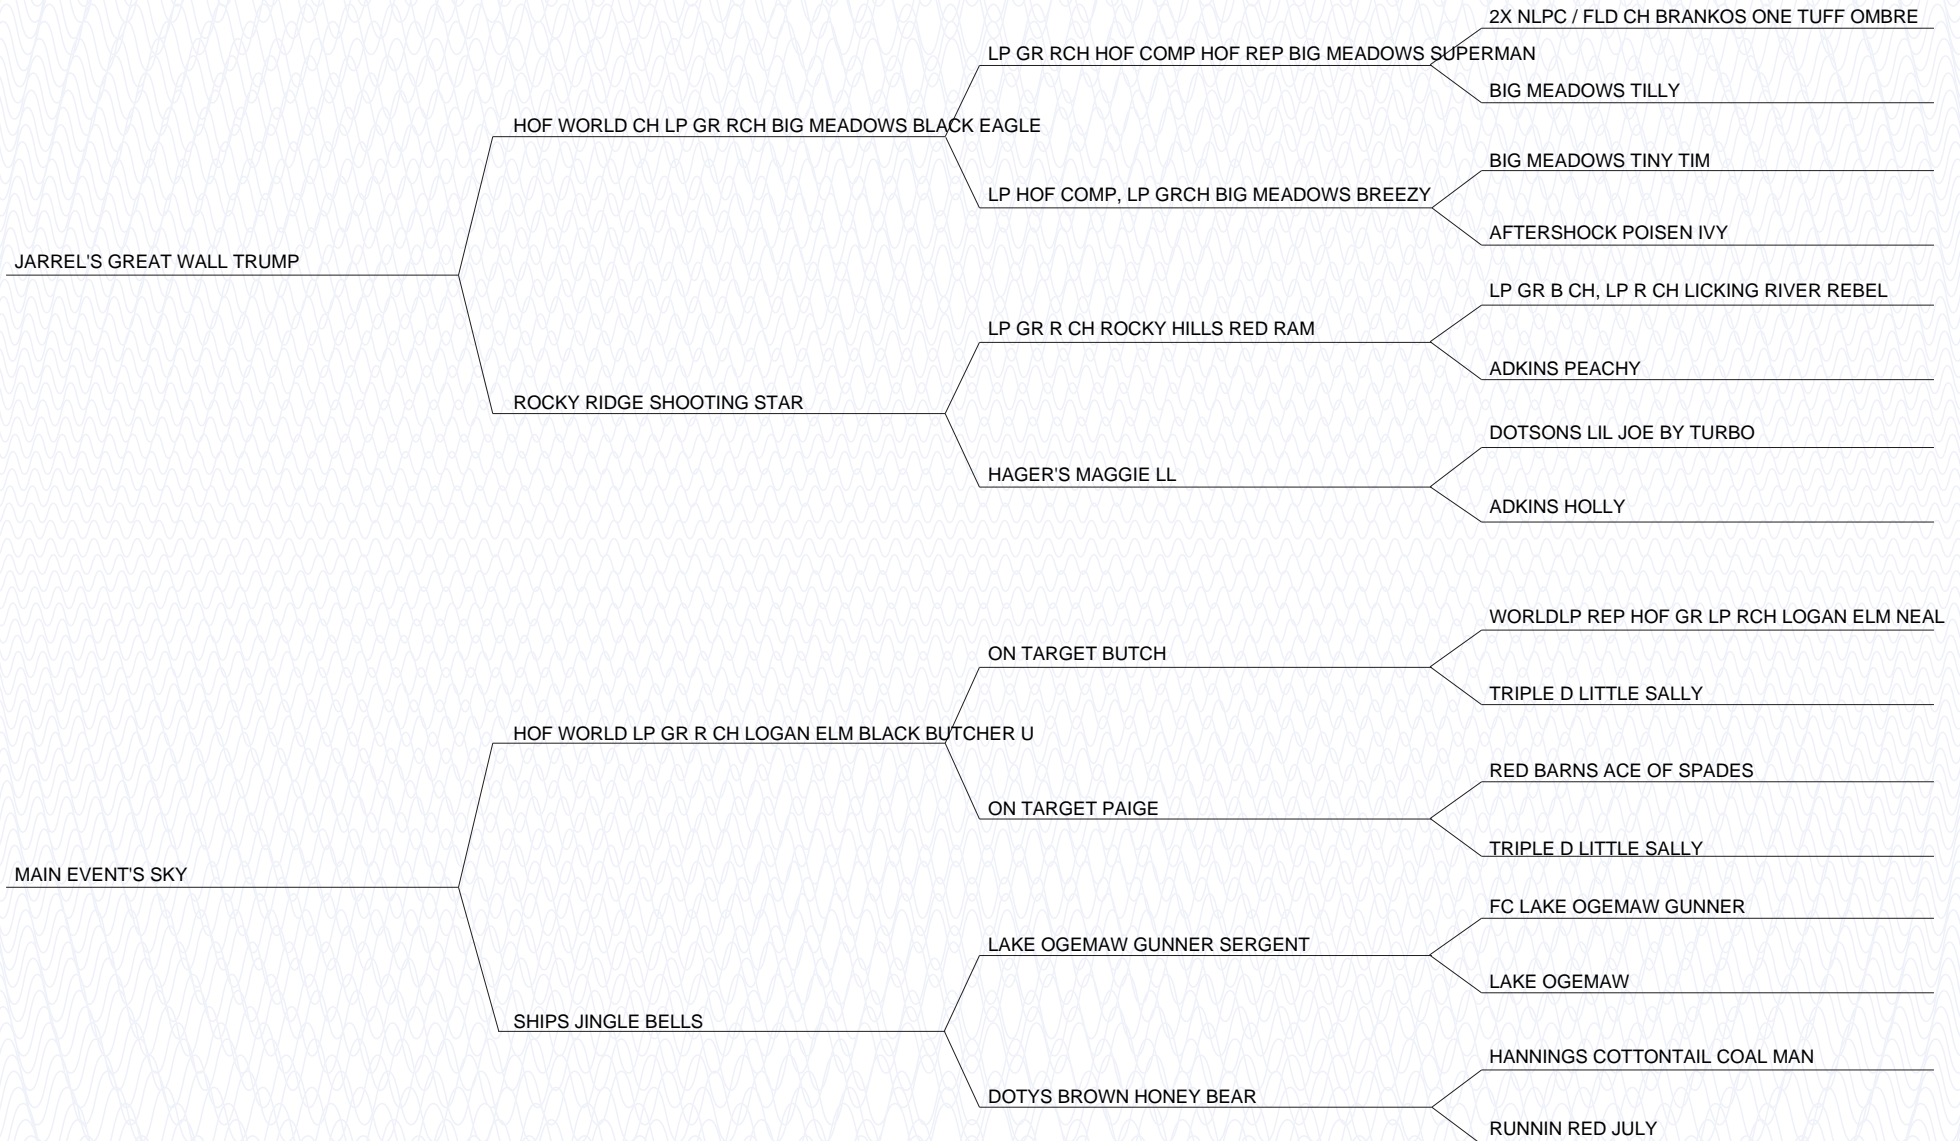 2X NLPC / FLD CH BRANKOS ONE TUFF OMBRE
LP GR RCH HOF COMP HOF REP BIG MEADOWS SUPERMAN
BIG MEADOWS TILLY
HOF WORLD CH LP GR RCH BIG MEADOWS BLACK EAGLE
BIG MEADOWS TINY TIM
LP HOF COMP, LP GRCH BIG MEADOWS BREEZY
AFTERSHOCK POISEN IVY
JARREL'S GREAT WALL TRUMP
LP GR B CH, LP R CH LICKING RIVER REBEL
LP GR R CH ROCKY HILLS RED RAM
ADKINS PEACHY
ROCKY RIDGE SHOOTING STAR
DOTSONS LIL JOE BY TURBO
HAGER'S MAGGIE LL
ADKINS HOLLY
WORLDLP REP HOF GR LP RCH LOGAN ELM NEAL
ON TARGET BUTCH
TRIPLE D LITTLE SALLY
HOF WORLD LP GR R CH LOGAN ELM BLACK BUTCHER U
RED BARNS ACE OF SPADES
ON TARGET PAIGE
TRIPLE D LITTLE SALLY
MAIN EVENT'S SKY
FC LAKE OGEMAW GUNNER
LAKE OGEMAW GUNNER SERGENT
LAKE OGEMAW
SHIPS JINGLE BELLS
HANNINGS COTTONTAIL COAL MAN
DOTYS BROWN HONEY BEAR
RUNNIN RED JULY